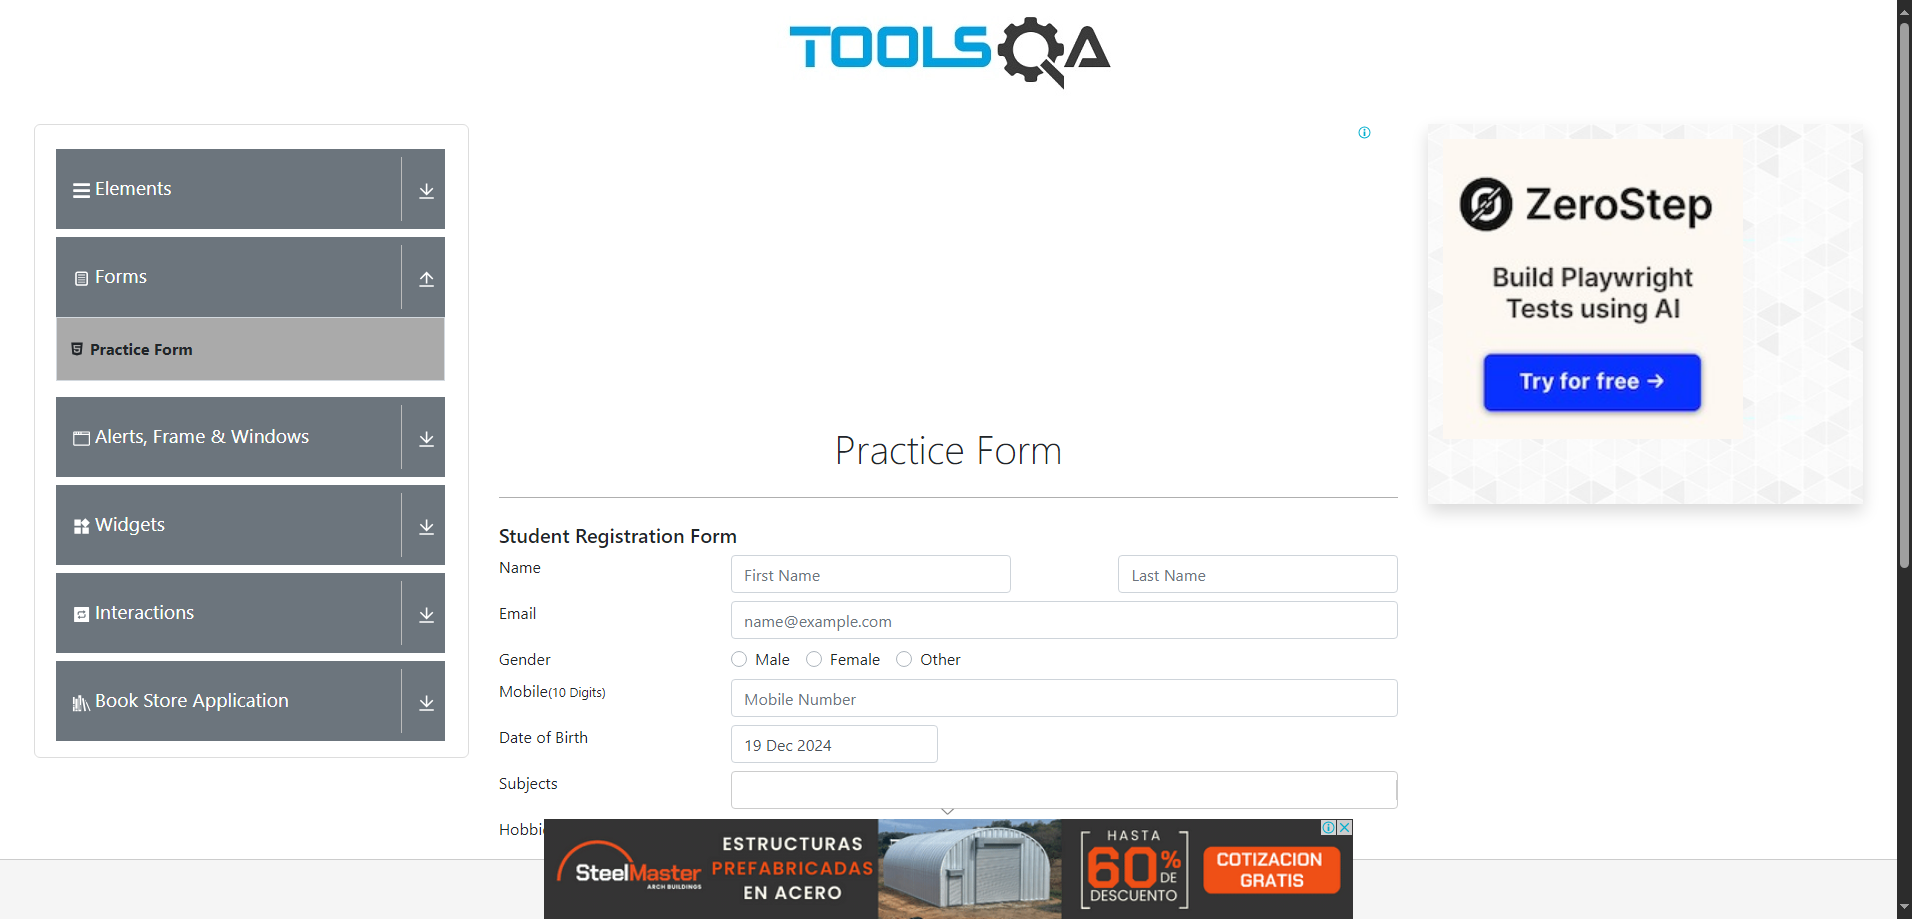 TOOLSQA
Elements
Forms
Practice Form
Alerts, Frame & Windows
Widgets
Interactions
Book Store Application
ZeroStep
Build Playwright
Tests using AI
Try for free →
Practice Form
Student Registration Form
Name
First Name
Last Name
Email
name@example.com
Gender
Male
Female
Other
Mobile(10 Digits)
Mobile Number
Date of Birth
19 Dec 2024
Subjects
SteelMaster
ARCH BUILDINGS
ESTRUCTURAS
PREFABRICADAS
EN ACERO
HASTA
60% DE
DESCUENTO
COTIZACION
GRATIS